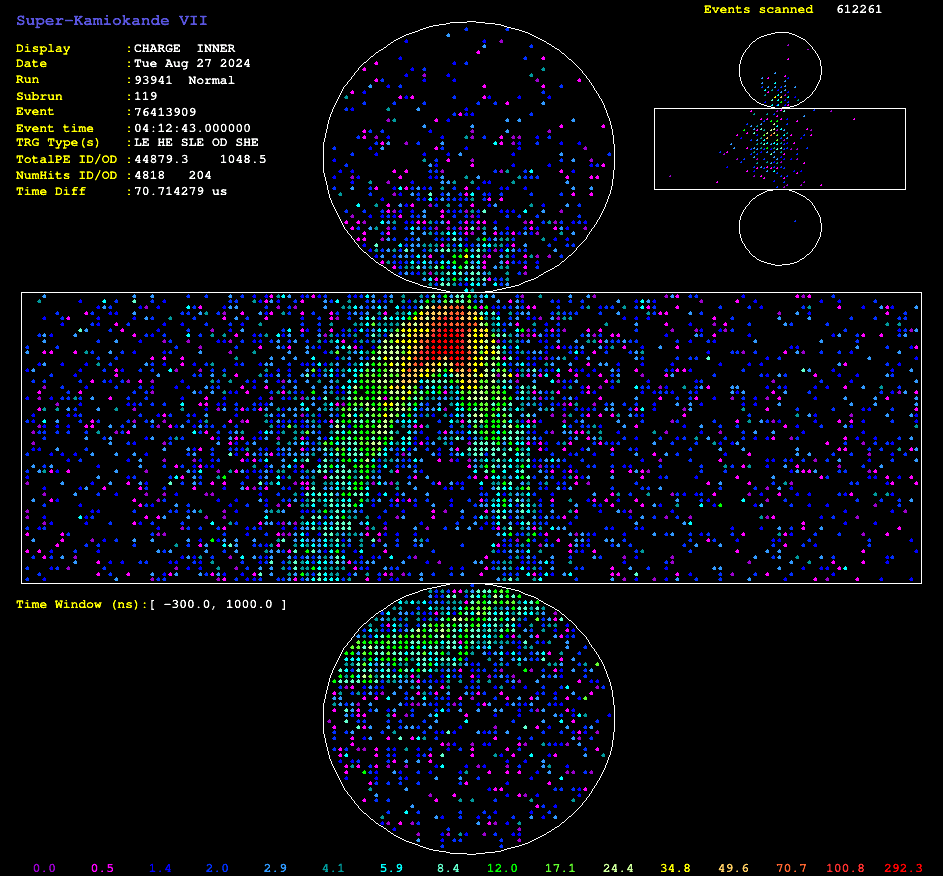 Super-Kamiokande VII
Events scanned 612261
Display :CHARGE INNER
Date :Tue Aug 27 2024
Run :93941 Normal
Subrun :119
Event :76413909
Event time :04:12:43.000000
TRG Type(s) :LE HE SLE OD SHE
TotalPE ID/OD :44879.3 1048.5
NumHits ID/OD :4818 204
Time Diff :70.714279 us
Time Window (ns):[ -300.0, 1000.0 ]
0.0 0.5 1.4 2.0 2.9 4.1 5.9 8.4 12.0 17.1 24.4 34.8 49.6 70.7 100.8 292.3